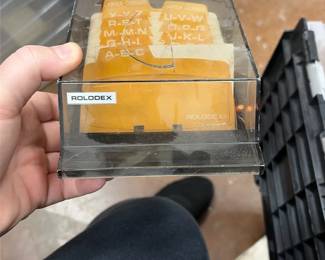 X-Y-Z
R-S-T
M-M-N
G-H-I
A-B-C
U-V-W
O-P-Q
J-K-L
ROLODEX
ROLODEX